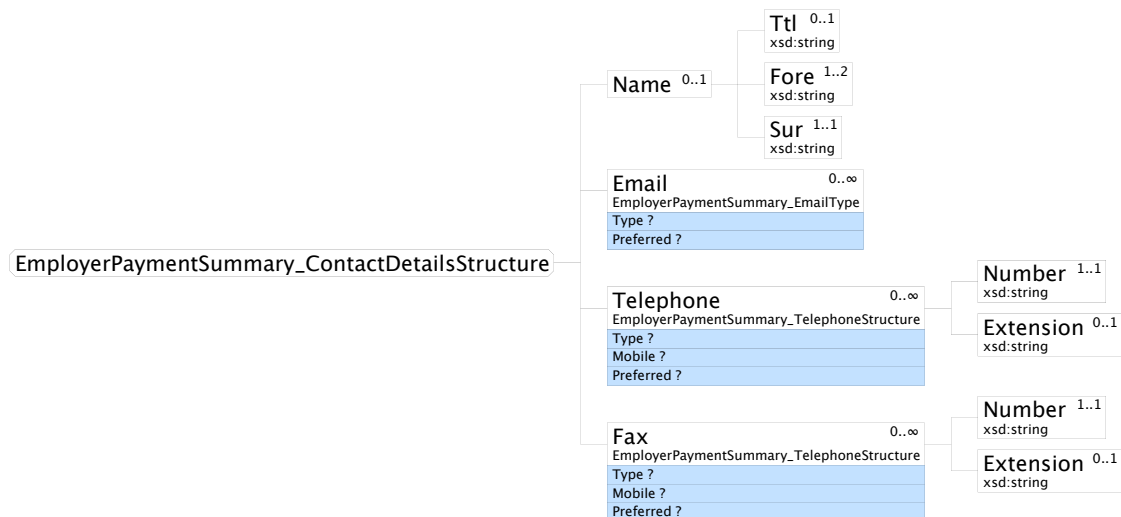 Ttl 0..1
xsd:string
Name 0..1
Fore 1..2
xsd:string
Sur 1..1
xsd:string
Email 0..∞
EmployerPaymentSummary_EmailType
Type ?
Preferred ?
EmployerPaymentSummary_ContactDetailsStructure
Telephone 0..∞
EmployerPaymentSummary_TelephoneStructure
Type ?
Mobile ?
Preferred ?
Number 1..1
xsd:string
Extension 0..1
xsd:string
Fax 0..∞
EmployerPaymentSummary_TelephoneStructure
Type ?
Mobile ?
Preferred ?
Number 1..1
xsd:string
Extension 0..1
xsd:string